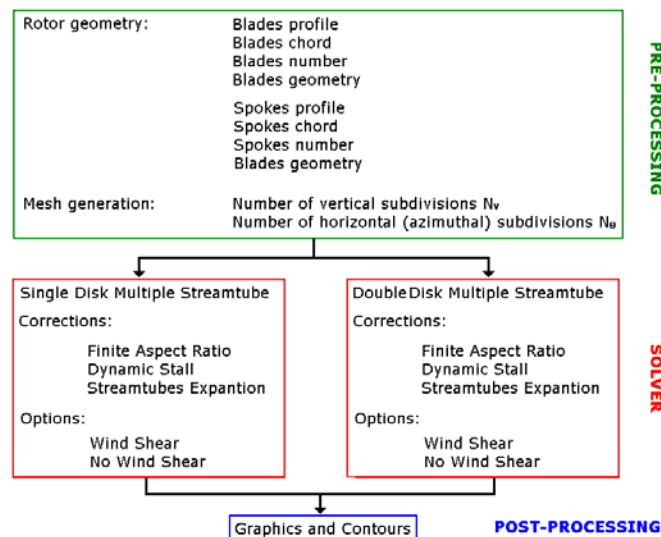 Rotor geometry: Blades profile
Blades chord
Blades number
Blades geometry
Spokes profile
Spokes chord
Spokes number
Blades geometry
Mesh generation: Number of vertical subdivisions Nv
Number of horizontal (azimuthal) subdivisions Nθ
PRE-PROCESSING
Single Disk Multiple Streamtube
Corrections:
Finite Aspect Ratio
Dynamic Stall
Streamtubes Expantion
Options:
Wind Shear
No Wind Shear
Double Disk Multiple Streamtube
Corrections:
Finite Aspect Ratio
Dynamic Stall
Streamtubes Expantion
Options:
Wind Shear
No Wind Shear
SOLVER
Graphics and Contours
POST-PROCESSING